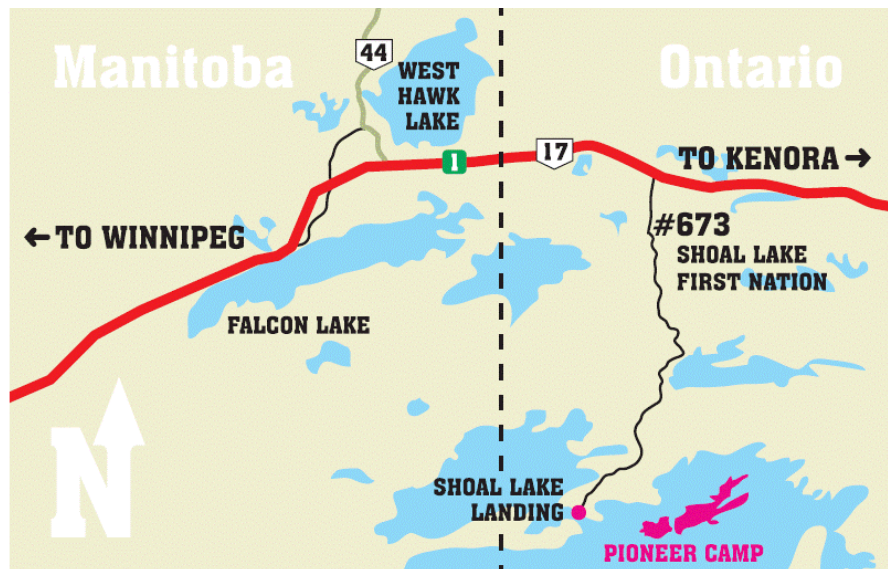 Manitoba
44
WEST
HAWK
LAKE
Ontario
1
17
TO KENORA→
←TO WINNIPEG
#673
SHOAL LAKE
FIRST NATION
FALCON LAKE
N
SHOAL LAKE
LANDING
PIONEER CAMP